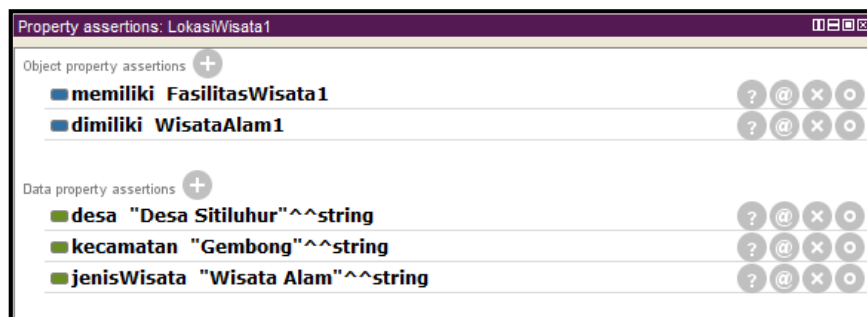 Property assertions: LokasiWisata1
Object property assertions
memiliki FasilitasWisata1
dimiliki WisataAlam1
Data property assertions
desa "Desa Sitiluhur"^^string
kecamatan "Gembong"^^string
jenisWisata "Wisata Alam"^^string